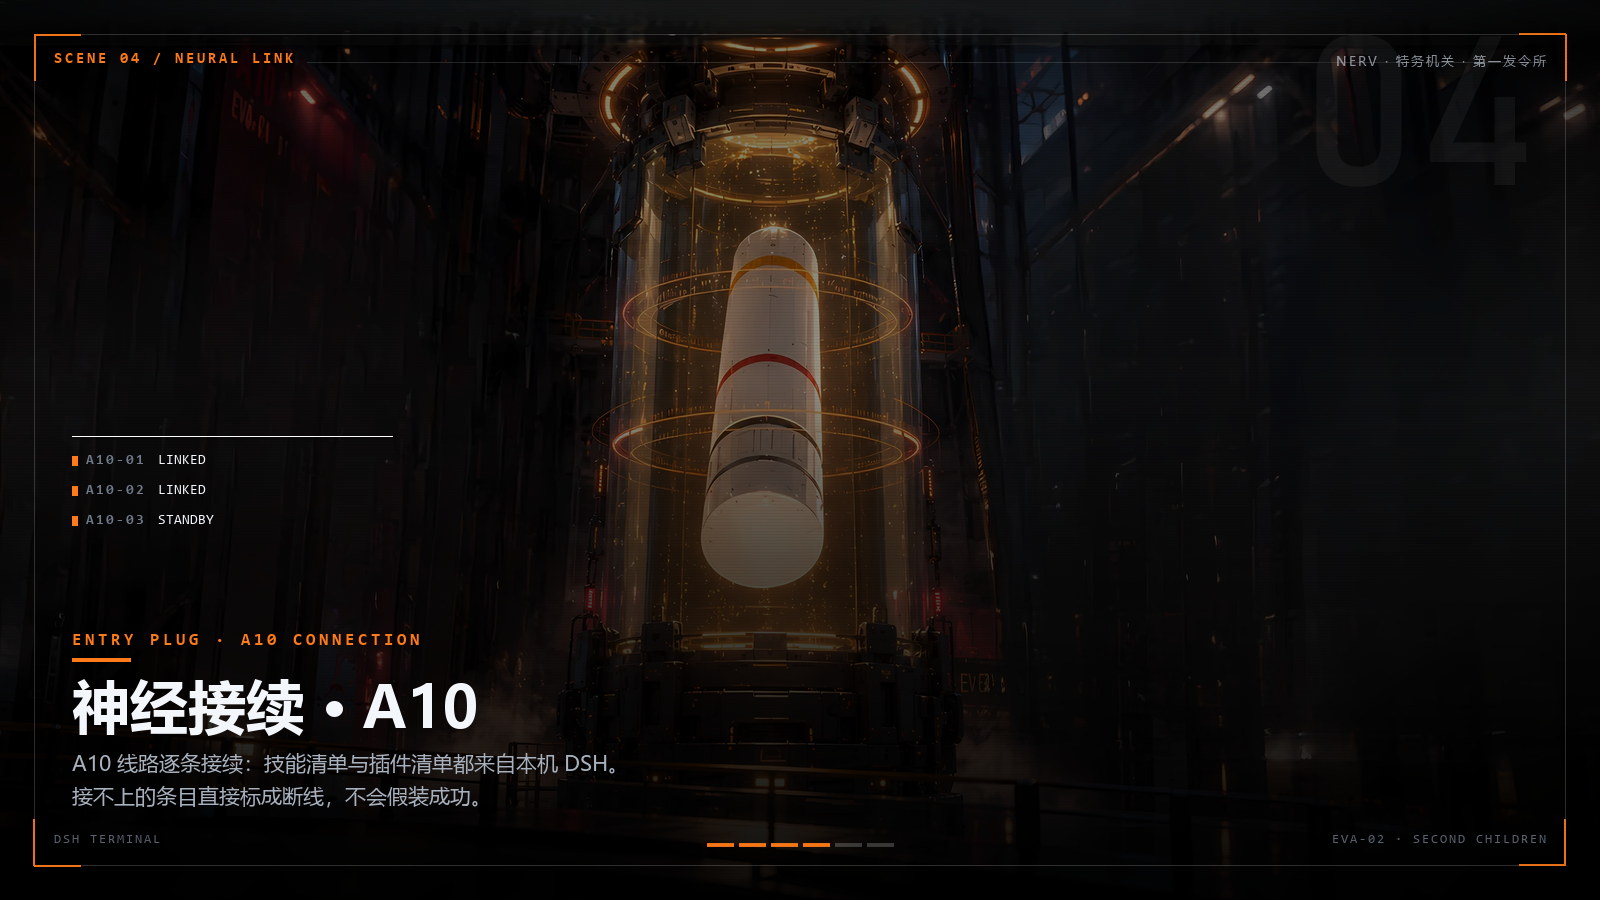 SCENE 04 / NEURAL LINK
NERV · 特务机关 · 第一发令所
04
A10-01 LINKED
A10-02 LINKED
A10-03 STANDBY
ENTRY PLUG · A10 CONNECTION
神经接续 • A10
A10 线路逐条接续：技能清单与插件清单都来自本机 DSH。
接不上的条目直接标成断线，不会假装成功。
DSH TERMINAL
EVA-02 · SECOND CHILDREN